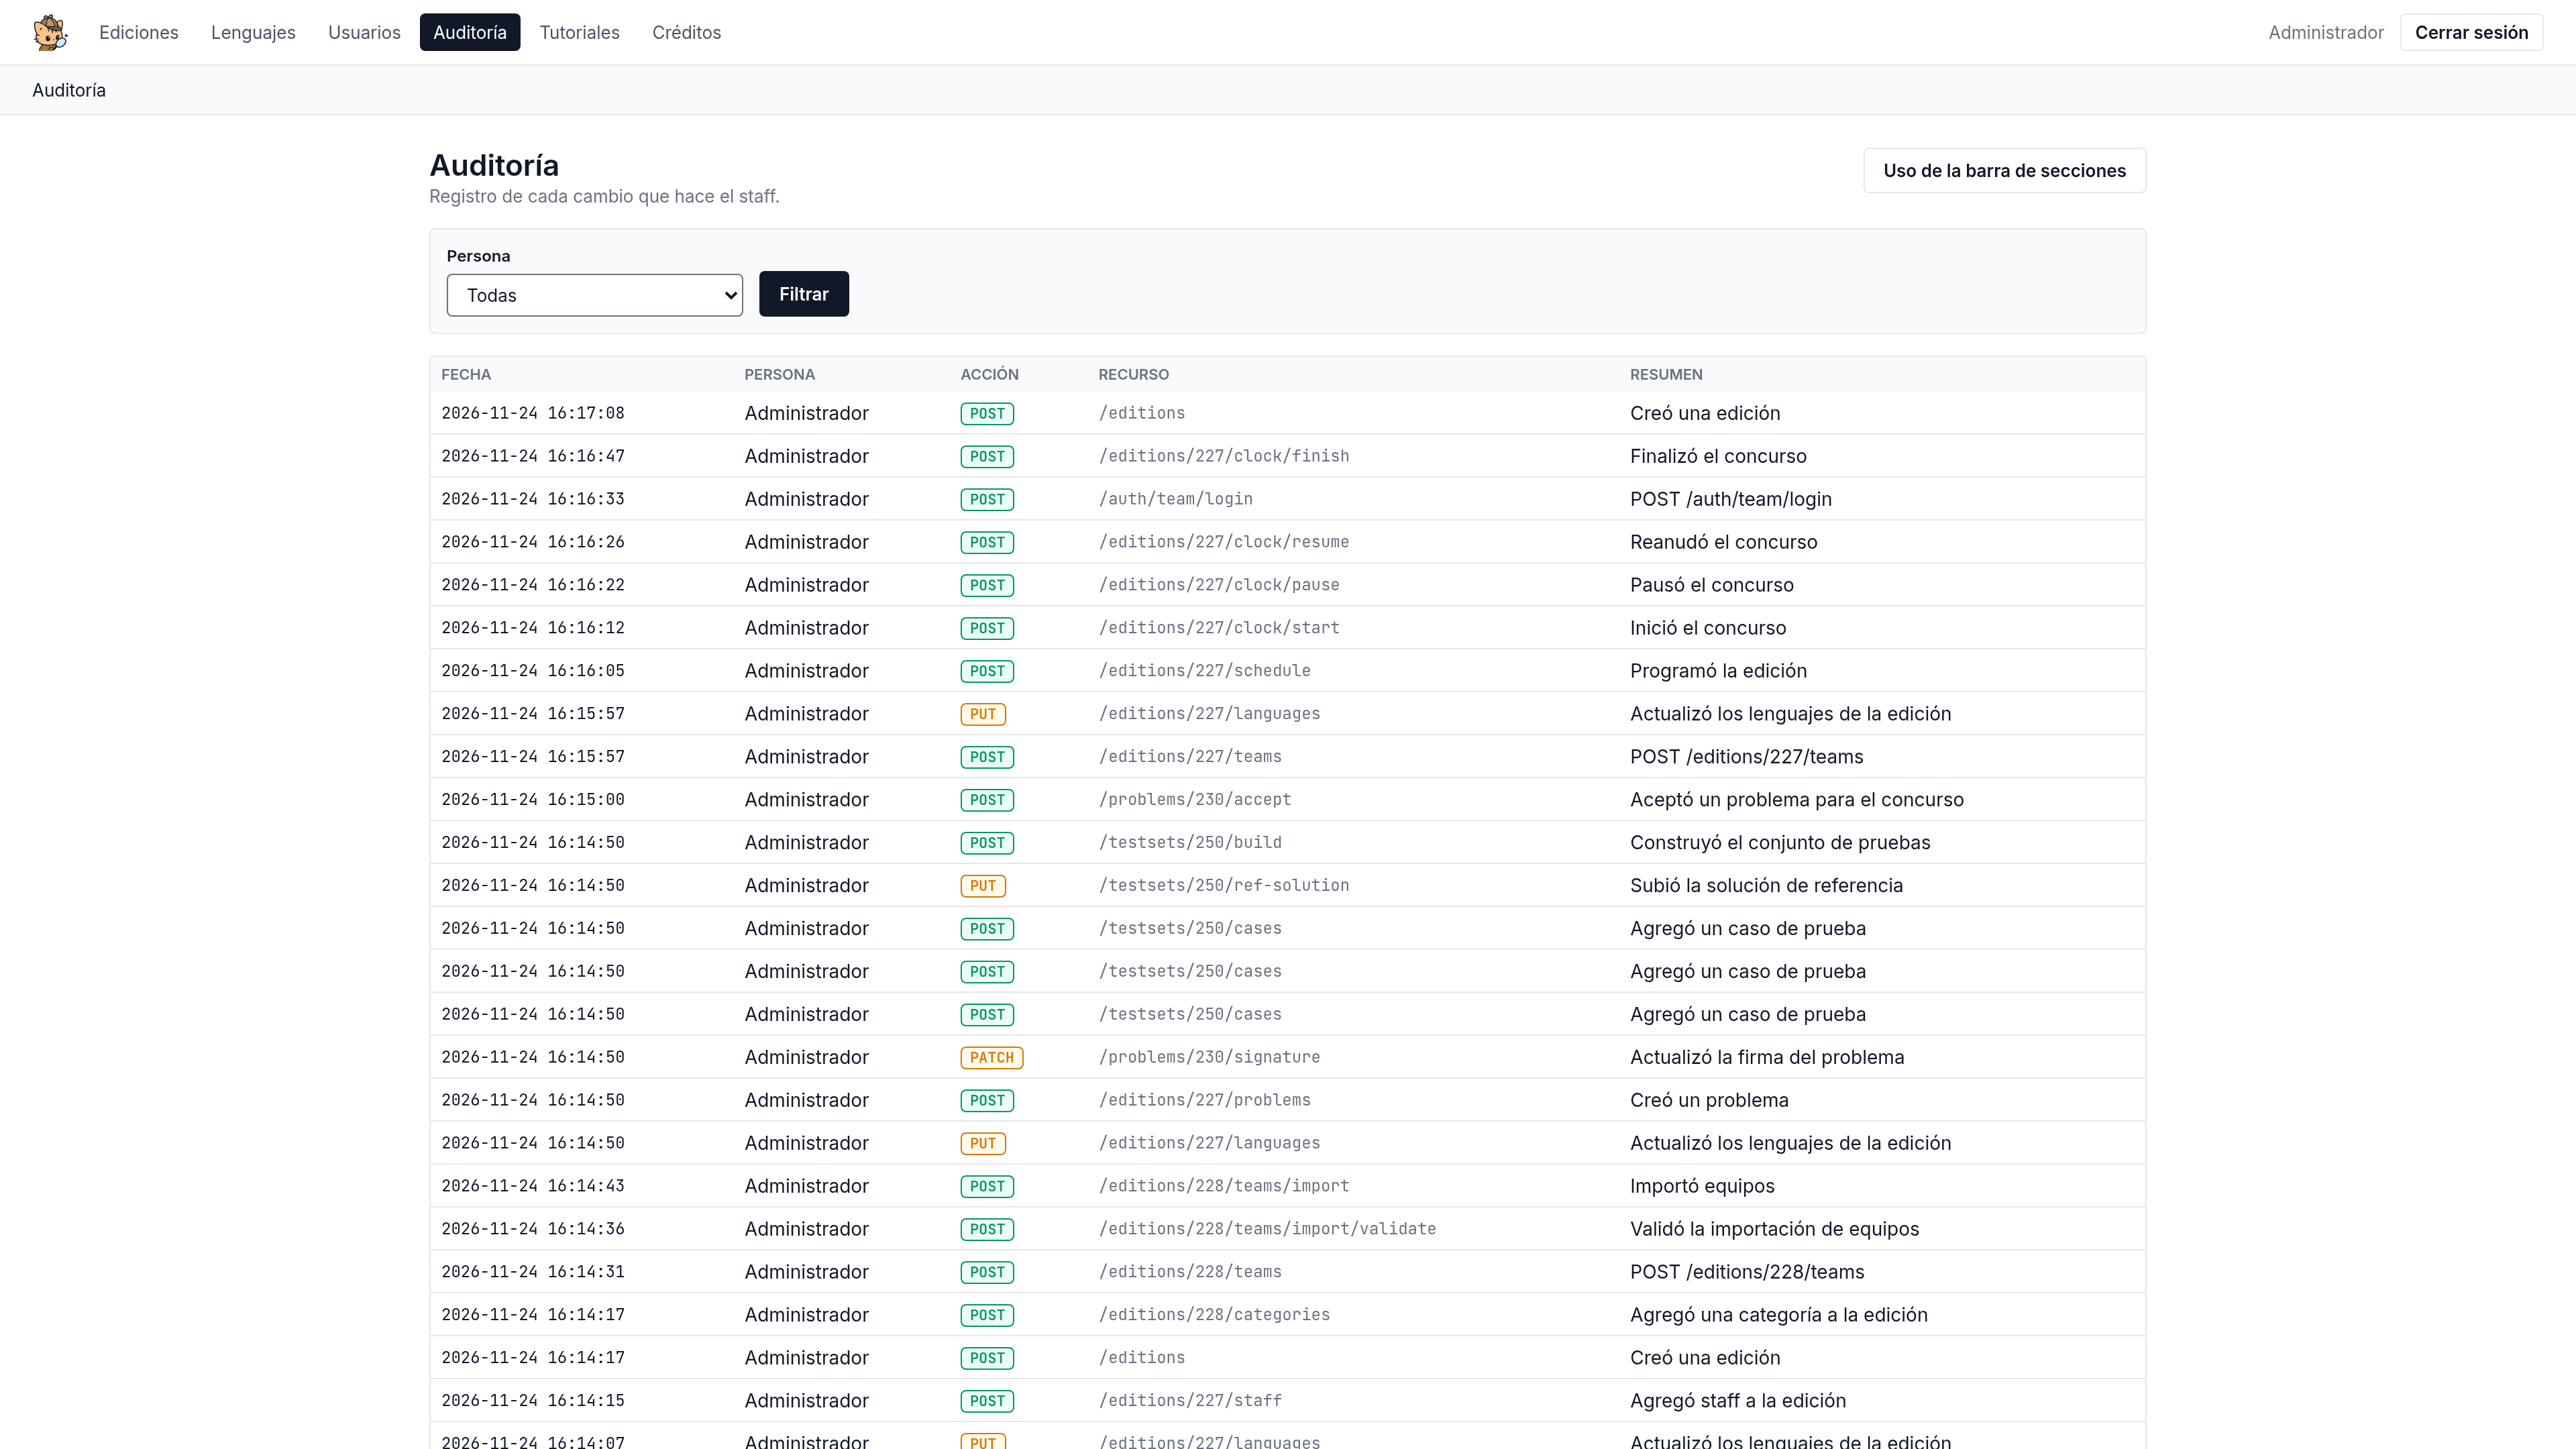 Ediciones Lenguajes Usuarios Auditoría Tutoriales Créditos Administrador Cerrar sesión
Auditoría
Auditoría
Uso de la barra de secciones
Registro de cada cambio que hace el staff.
Persona
Todas Filtrar
FECHA PERSONA ACCIÓN RECURSO RESUMEN
2026-11-24 16:17:08 Administrador POST /editions Creó una edición
2026-11-24 16:16:47 Administrador POST /editions/227/clock/finish Finalizó el concurso
2026-11-24 16:16:33 Administrador POST /auth/team/login POST /auth/team/login
2026-11-24 16:16:26 Administrador POST /editions/227/clock/resume Reanudó el concurso
2026-11-24 16:16:22 Administrador POST /editions/227/clock/pause Pausó el concurso
2026-11-24 16:16:12 Administrador POST /editions/227/clock/start Inició el concurso
2026-11-24 16:16:05 Administrador POST /editions/227/schedule Programó la edición
2026-11-24 16:15:57 Administrador PUT /editions/227/languages Actualizó los lenguajes de la edición
2026-11-24 16:15:57 Administrador POST /editions/227/teams POST /editions/227/teams
2026-11-24 16:15:00 Administrador POST /problems/230/accept Aceptó un problema para el concurso
2026-11-24 16:14:50 Administrador POST /testsets/250/build Construyó el conjunto de pruebas
2026-11-24 16:14:50 Administrador PUT /testsets/250/ref-solution Subió la solución de referencia
2026-11-24 16:14:50 Administrador POST /testsets/250/cases Agregó un caso de prueba
2026-11-24 16:14:50 Administrador POST /testsets/250/cases Agregó un caso de prueba
2026-11-24 16:14:50 Administrador POST /testsets/250/cases Agregó un caso de prueba
2026-11-24 16:14:50 Administrador PATCH /problems/230/signature Actualizó la firma del problema
2026-11-24 16:14:50 Administrador POST /editions/227/problems Creó un problema
2026-11-24 16:14:50 Administrador PUT /editions/227/languages Actualizó los lenguajes de la edición
2026-11-24 16:14:43 Administrador POST /editions/228/teams/import Importó equipos
2026-11-24 16:14:36 Administrador POST /editions/228/teams/import/validate Validó la importación de equipos
2026-11-24 16:14:31 Administrador POST /editions/228/teams POST /editions/228/teams
2026-11-24 16:14:17 Administrador POST /editions/228/categories Agregó una categoría a la edición
2026-11-24 16:14:17 Administrador POST /editions Creó una edición
2026-11-24 16:14:15 Administrador POST /editions/227/staff Agregó staff a la edición
2026-11-24 16:14:07 Administrador PUT /editions/227/languages Actualizó los lenguajes de la edición